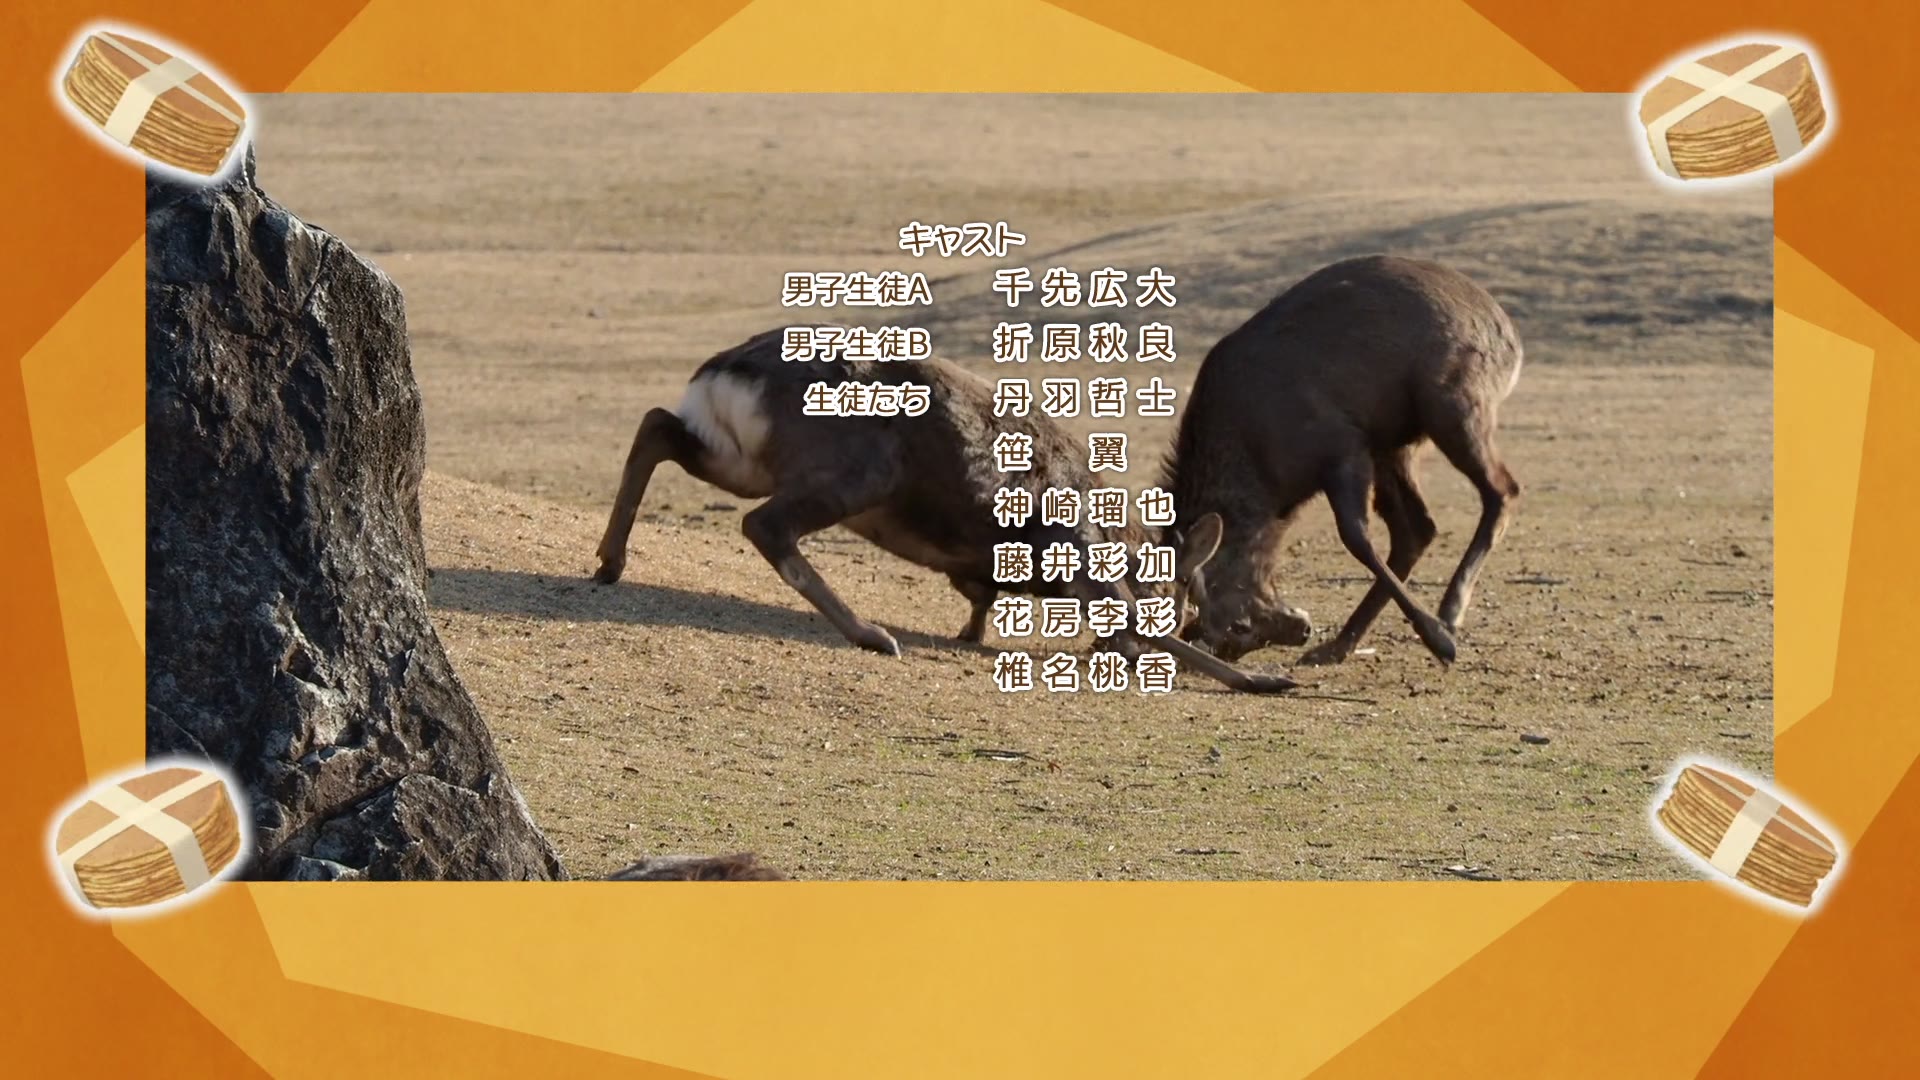 キャスト
男子生徒A 千先広大
男子生徒B 折原秋良
生徒たち 丹羽哲士
笹 翼
神崎瑠也
藤井彩加
花房李彩
椎名桃香